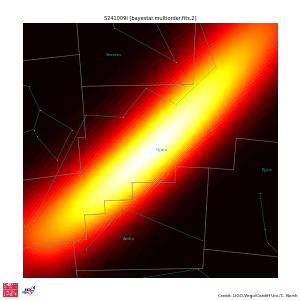 S241009l [bayestar.multiorder.fits,2]
Sextans
Hydra
Pyxis
Antlia
Credit: LIGO-Virgo/Cardiff Uni./C. North